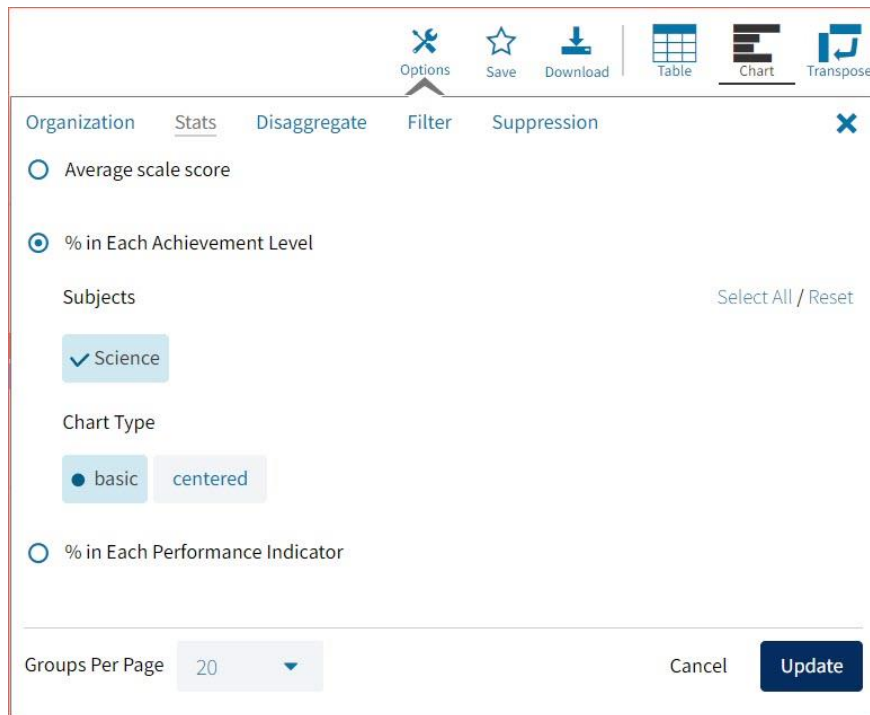 Options Save Download Table Chart Transpose
Organization Stats Disaggregate Filter Suppression
Average scale score
% in Each Achievement Level
Subjects Select All / Reset
Science
Chart Type
basic centered
% in Each Performance Indicator
Groups Per Page 20 Cancel Update